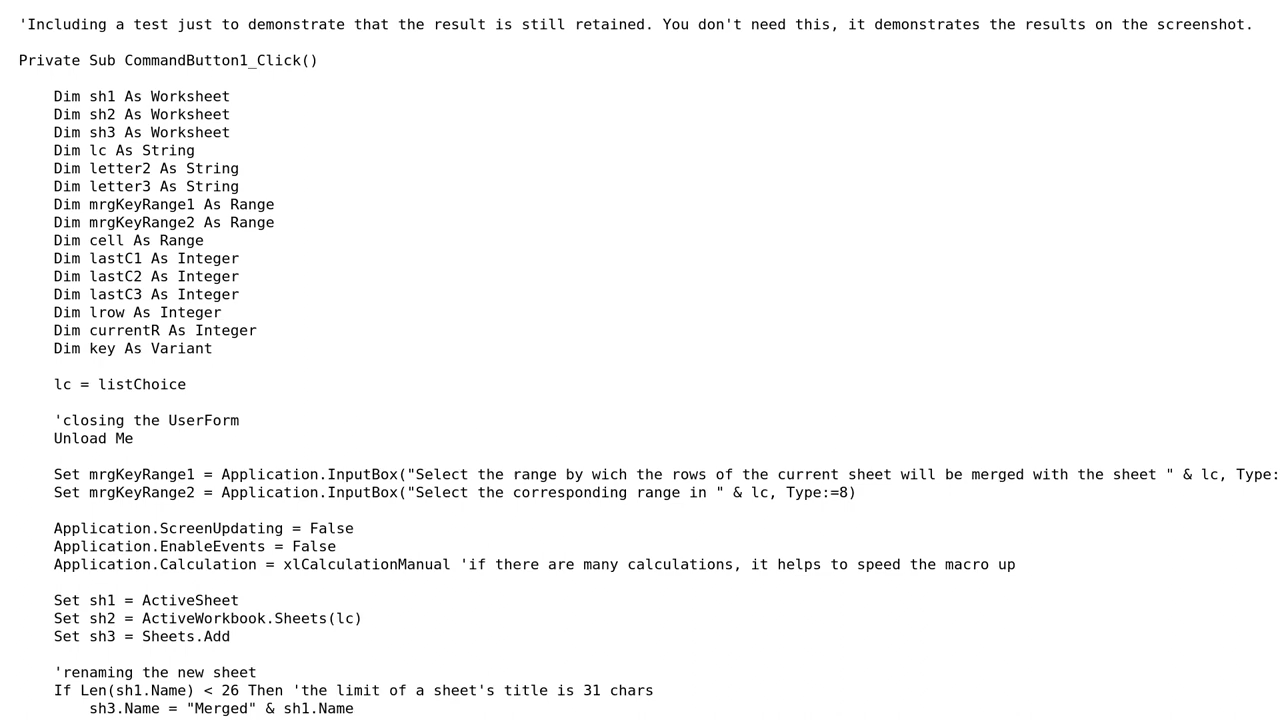 'Including a test just to demonstrate that the result is still retained. You don't need this, it demonstrates the results on the screenshot.
Private Sub CommandButton1_Click()
Dim sh1 As Worksheet
Dim sh2 As Worksheet
Dim sh3 As Worksheet
Dim lc As String
Dim letter2 As String
Dim letter3 As String
Dim mrgKeyRange1 As Range
Dim mrgKeyRange2 As Range
Dim cell As Range
Dim lastC1 As Integer
Dim lastC2 As Integer
Dim lastC3 As Integer
Dim lrow As Integer
Dim currentR As Integer
Dim key As Variant
lc = listChoice
'closing the UserForm
Unload Me
Set mrgKeyRange1 = Application.InputBox("Select the range by wich the rows of the current sheet will be merged with the sheet " & lc, Type:
Set mrgKeyRange2 = Application.InputBox("Select the corresponding range in " & lc, Type:=8)
Application.ScreenUpdating = False
Application.EnableEvents = False
Application.Calculation = xlCalculationManual 'if there are many calculations, it helps to speed the macro up
Set sh1 = ActiveSheet
Set sh2 = ActiveWorkbook.Sheets(lc)
Set sh3 = Sheets.Add
'renaming the new sheet
If Len(sh1.Name) < 26 Then 'the limit of a sheet's title is 31 chars
sh3.Name = "Merged" & sh1.Name